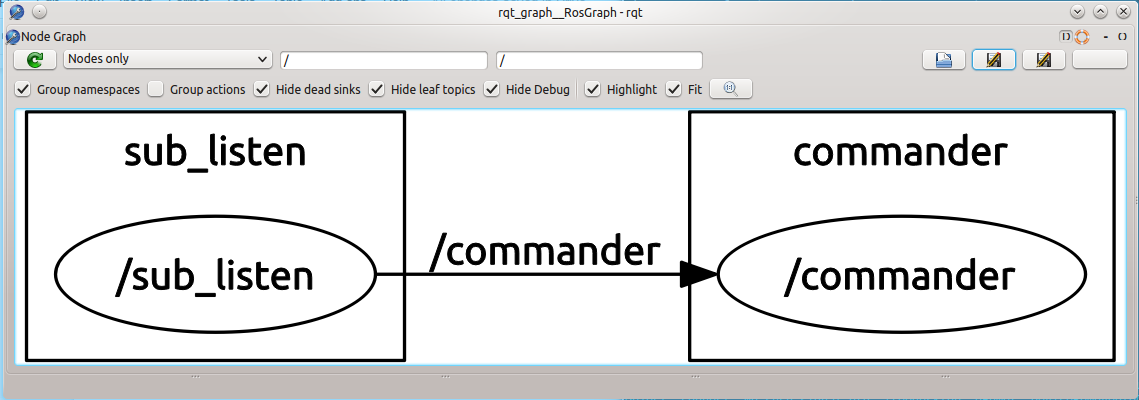 rqt_graph__RosGraph - rqt
Node Graph
D - O
Nodes only / /
Group namespaces Group actions Hide dead sinks Hide leaf topics Hide Debug Highlight Fit
sub_listen commander
/sub_listen /commander /commander